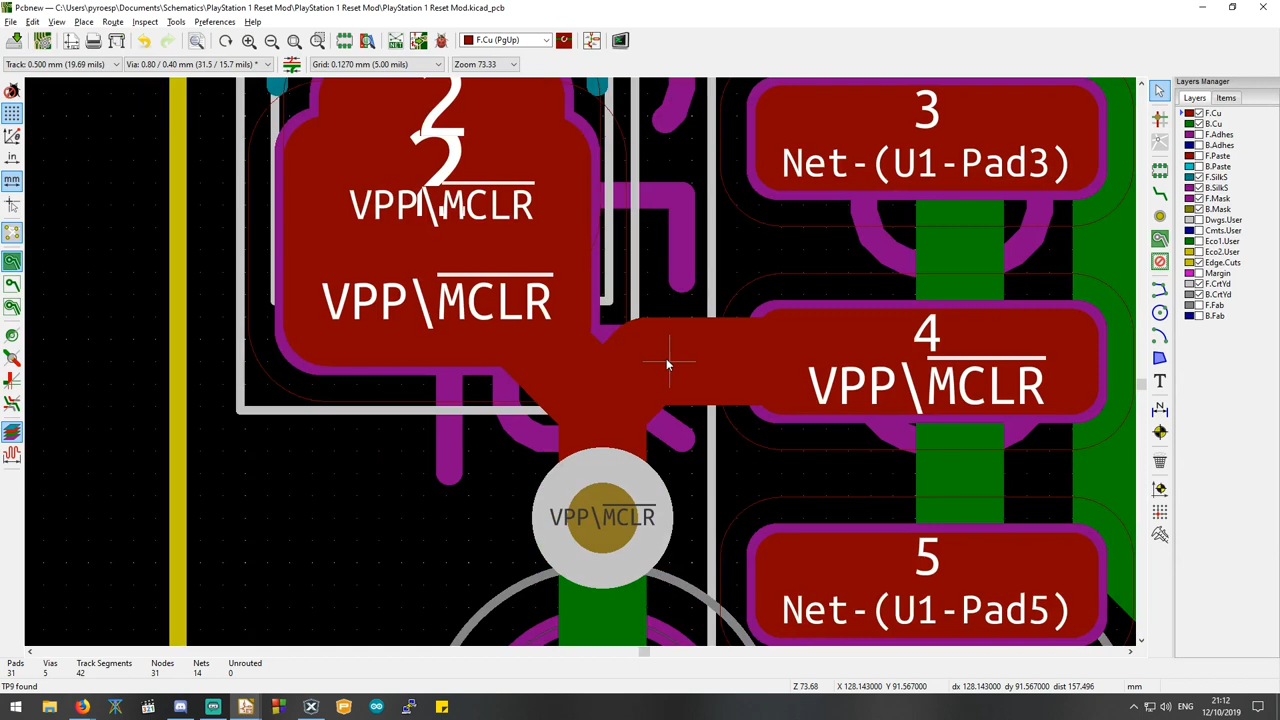 Pcbnew — C:\Users\pyroesp\Documents\Schematics\PlayStation 1 Reset Mod\PlayStation 1 Reset Mod\PlayStation 1 Reset Mod.kicad_pcb
File Edit View Place Route Inspect Tools Preferences Help
F.Cu (PgUp)
Track: 0.500 mm (19.69 mils) Via: 0.80 / 0.40 mm (31.5 / 15.7 mils) * Grid: 0.1270 mm (5.00 mils) Zoom 73.33
Layers Manager
Layers Items
F.Cu
B.Cu
F.Adhes
B.Adhes
F.Paste
B.Paste
F.SilkS
B.SilkS
F.Mask
B.Mask
Dwgs.User
Cmts.User
Eco1.User
Eco2.User
Edge.Cuts
Margin
F.CrtYd
B.CrtYd
F.Fab
B.Fab
in
mm
2
2
VPP\MCLR
VPP\MCLR
3
Net-(U1-Pad3)
4
VPP\MCLR
VPP\MCLR
5
Net-(U1-Pad5)
Pads Vias Track Segments Nodes Nets Unrouted
31 5 42 31 14 0
TP9 found Z 73.68 X 128.143000 Y 91.567000 dx 128.143000 dy 91.567000 dist 157.496 mm
ENG 21:12
12/10/2019